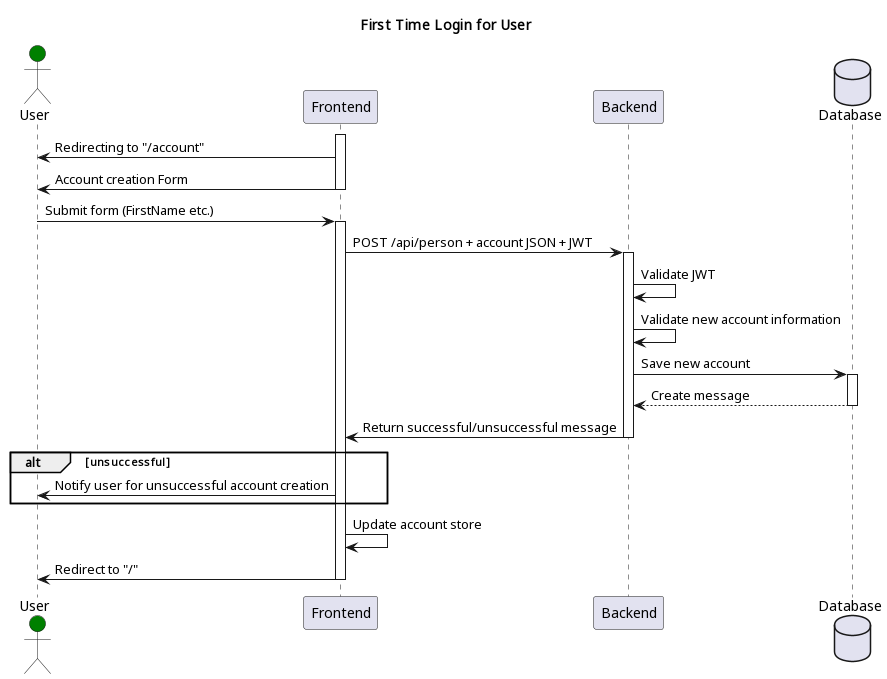 First Time Login for User
User
Frontend
Backend
Database
Redirecting to "/account"
Account creation Form
Submit form (FirstName etc.)
POST /api/person + account JSON + JWT
Validate JWT
Validate new account information
Save new account
Create message
Return successful/unsuccessful message
alt [unsuccessful]
Notify user for unsuccessful account creation
Update account store
Redirect to "/"
User
Frontend
Backend
Database